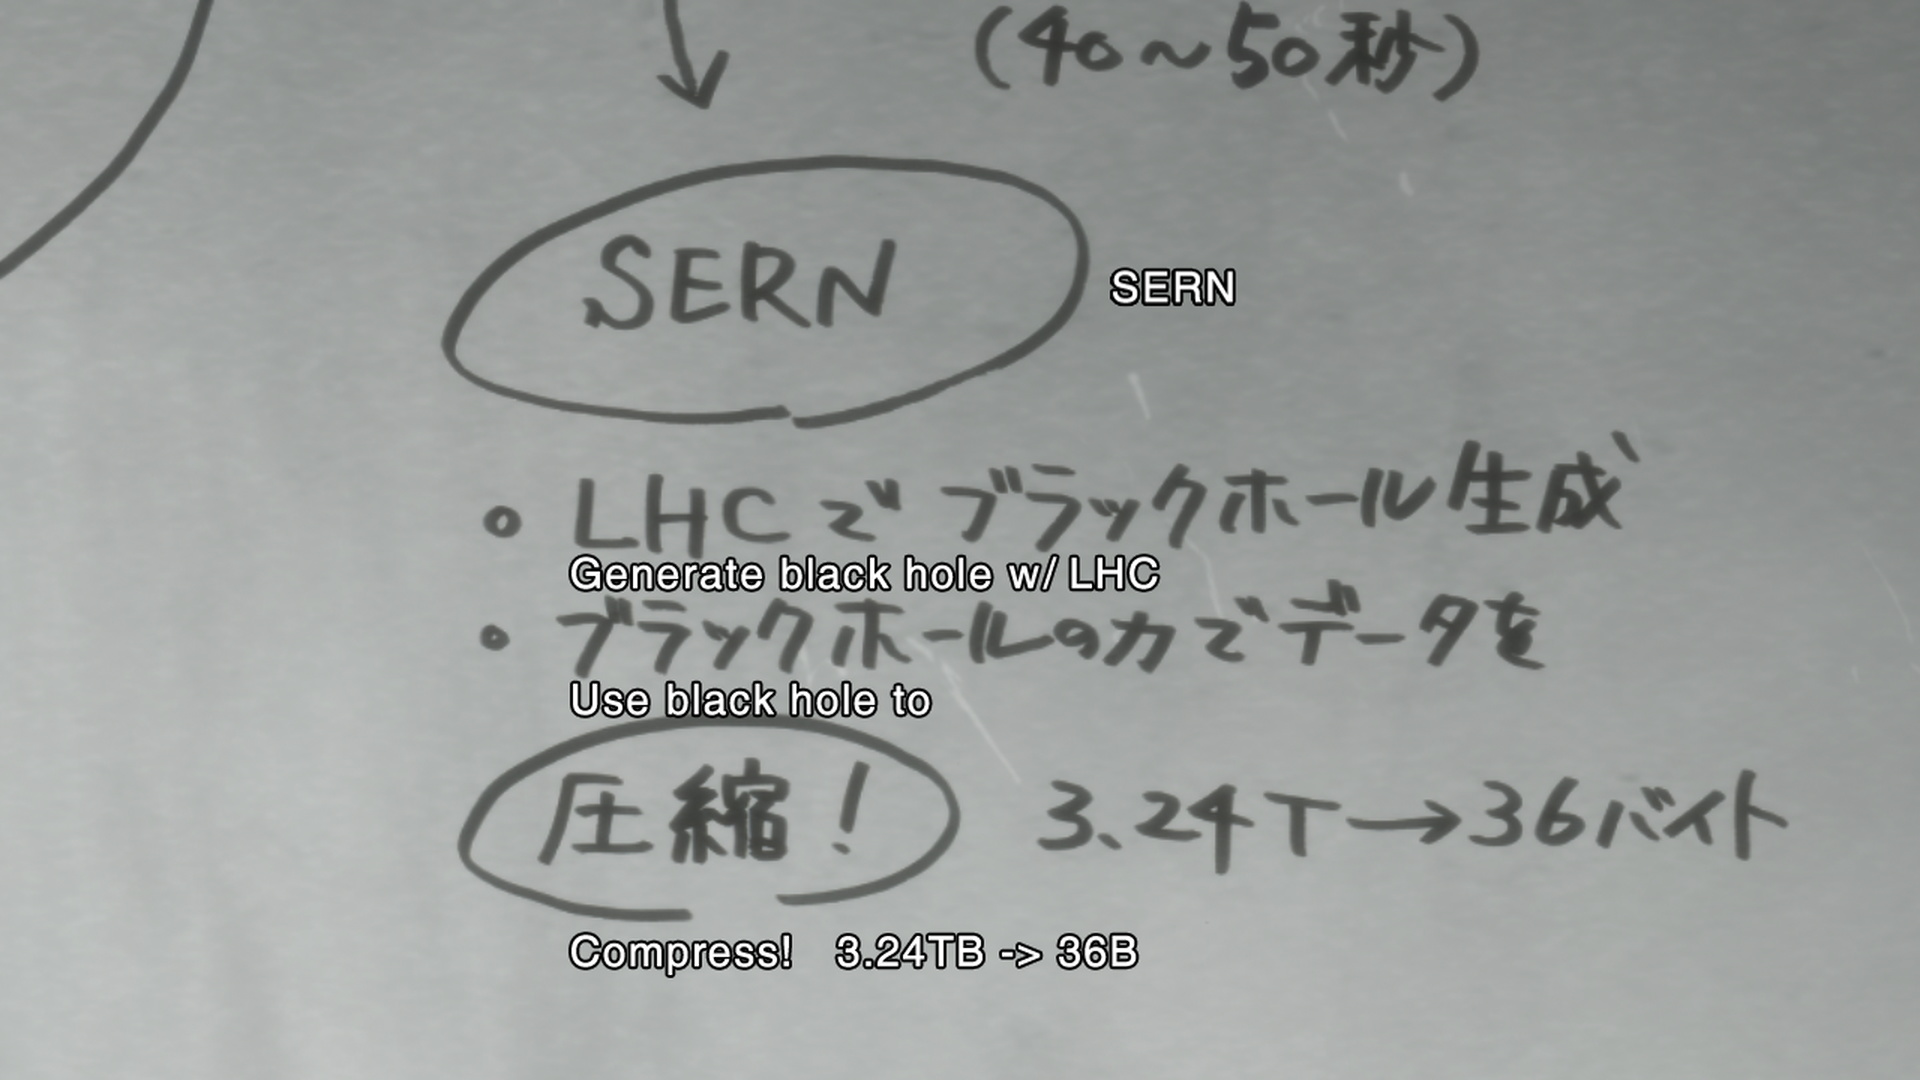 (40～50秒)
SERN
SERN
。LHCでブラックホール生成
Generate black hole w/ LHC
。ブラックホールの力でデータを
Use black hole to
圧縮! 3.24T→36バイト
Compress! 3.24TB -> 36B